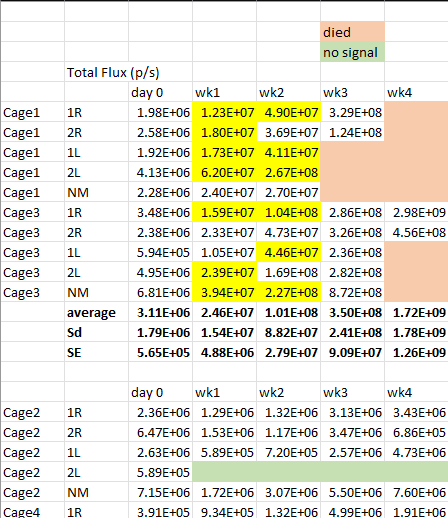 died
no signal
Total Flux (p/s)
day 0 wk1 wk2 wk3 wk4
Cage1 1R 1.98E+06 1.23E+07 4.90E+07 3.29E+08
Cage1 2R 2.58E+06 1.80E+07 3.69E+07 1.24E+08
Cage1 1L 1.92E+06 1.73E+07 4.11E+07
Cage1 2L 4.13E+06 6.20E+07 2.67E+08
Cage1 NM 2.28E+06 2.40E+07 2.70E+07
Cage3 1R 3.48E+06 1.59E+07 1.04E+08 2.86E+08 2.98E+09
Cage3 2R 2.38E+06 2.33E+07 4.73E+07 3.26E+08 4.56E+08
Cage3 1L 5.94E+05 1.05E+07 4.46E+07 2.36E+08
Cage3 2L 4.95E+06 2.39E+07 1.69E+08 2.82E+08
Cage3 NM 6.81E+06 3.94E+07 2.27E+08 8.72E+08
average 3.11E+06 2.46E+07 1.01E+08 3.50E+08 1.72E+09
Sd 1.79E+06 1.54E+07 8.82E+07 2.41E+08 1.78E+09
SE 5.65E+05 4.88E+06 2.79E+07 9.09E+07 1.26E+09
day 0 wk1 wk2 wk3 wk4
Cage2 1R 2.36E+06 1.29E+06 1.32E+06 3.13E+06 3.43E+06
Cage2 2R 6.47E+06 1.53E+06 1.17E+06 3.47E+06 6.86E+05
Cage2 1L 2.63E+06 5.89E+05 7.20E+05 2.57E+06 4.73E+06
Cage2 2L 5.89E+05
Cage2 NM 7.15E+06 1.72E+06 3.07E+06 5.50E+06 7.60E+06
Cage4 1R 3.91E+05 9.34E+05 1.32E+06 4.99E+06 1.91E+06